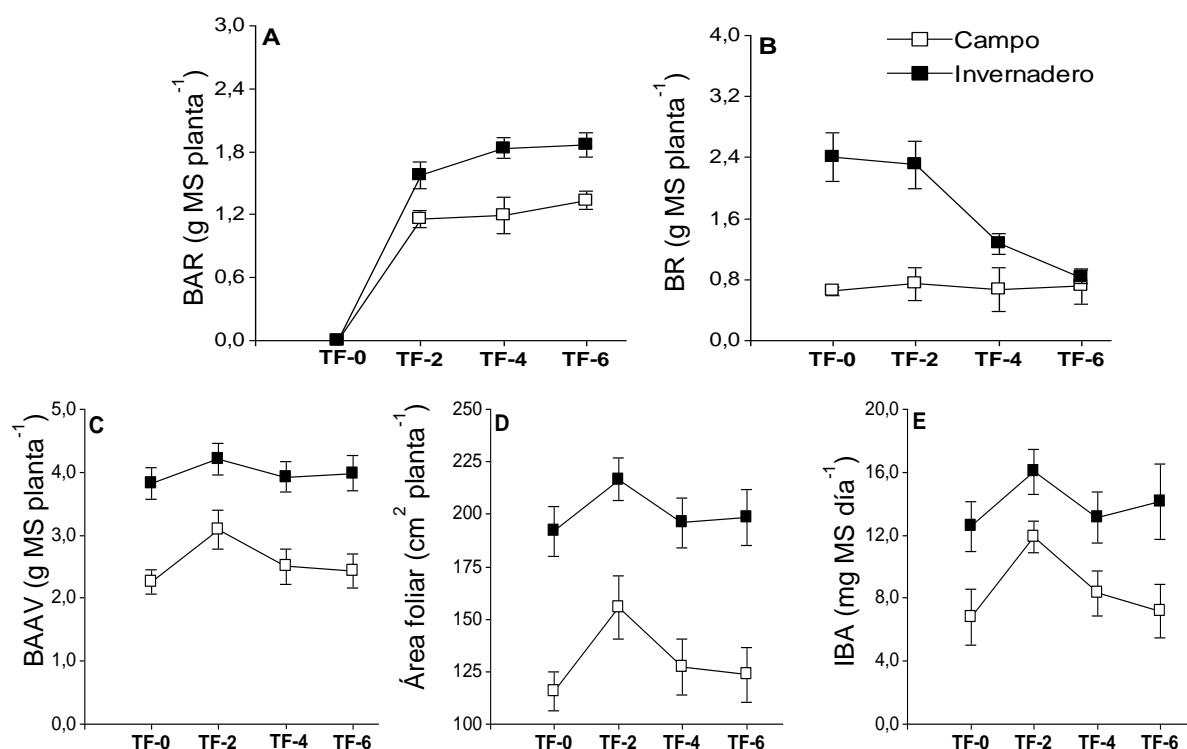 A
BAR (g MS planta⁻¹)
3,0
2,4
1,8
1,2
0,6
0,0
TF-0 TF-2 TF-4 TF-6
B
BR (g MS planta⁻¹)
4,0
3,2
2,4
1,6
0,8
0,0
TF-0 TF-2 TF-4 TF-6
Campo
Invernadero
C
BAAV (g MS planta⁻¹)
5,0
4,0
3,0
2,0
1,0
0,0
TF-0 TF-2 TF-4 TF-6
D
Área foliar (cm² planta⁻¹)
250
225
200
175
150
125
100
TF-0 TF-2 TF-4 TF-6
E
IBA (mg MS día⁻¹)
20,0
16,0
12,0
8,0
4,0
0,0
TF-0 TF-2 TF-4 TF-6